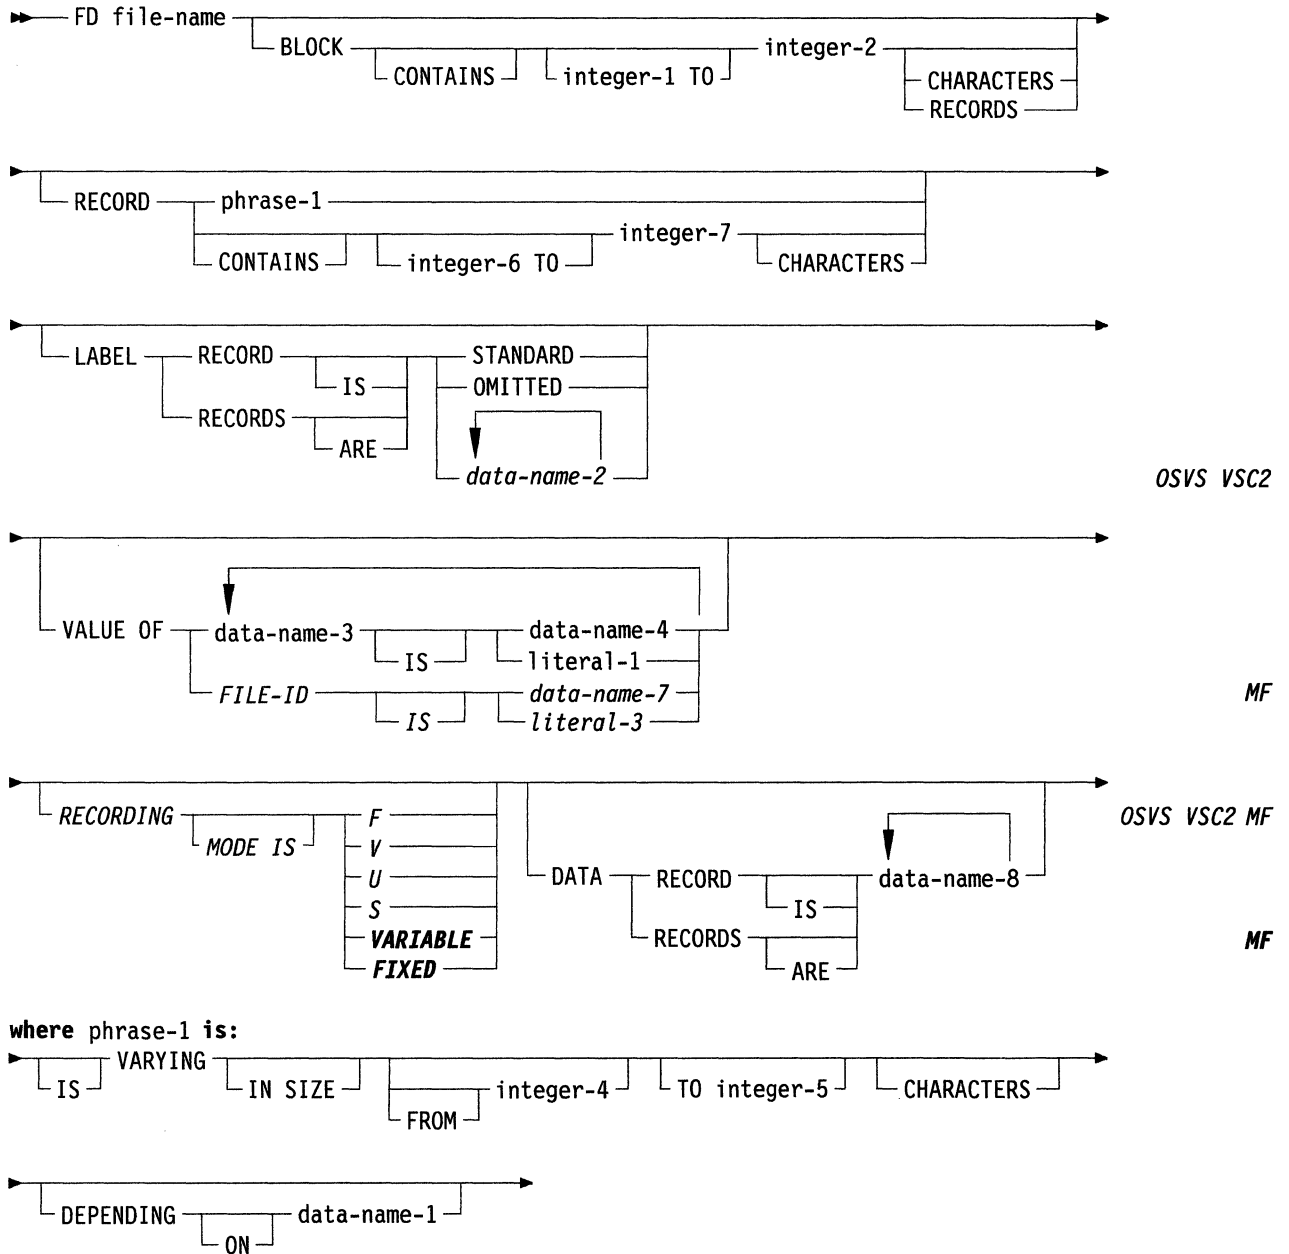 FD file-name
BLOCK integer-2
CONTAINS integer-1 TO CHARACTERS
RECORDS
RECORD phrase-1
integer-7
CONTAINS integer-6 TO CHARACTERS
LABEL RECORD STANDARD
IS OMITTED
RECORDS
ARE
data-name-2 OSVS VSC2
VALUE OF data-name-3 data-name-4
IS literal-1
FILE-ID data-name-7 MF
IS literal-3
RECORDING F OSVS VSC2 MF
MODE IS V
U DATA RECORD data-name-8
S IS
VARIABLE RECORDS MF
FIXED ARE
where phrase-1 is:
VARYING
IS IN SIZE integer-4 TO integer-5 CHARACTERS
FROM
DEPENDING data-name-1
ON